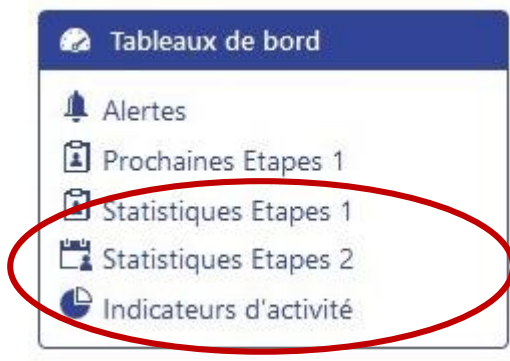 Tableaux de bord
Alertes
Prochaines Etapes 1
Statistiques Etapes 1
Statistiques Etapes 2
Indicateurs d'activité